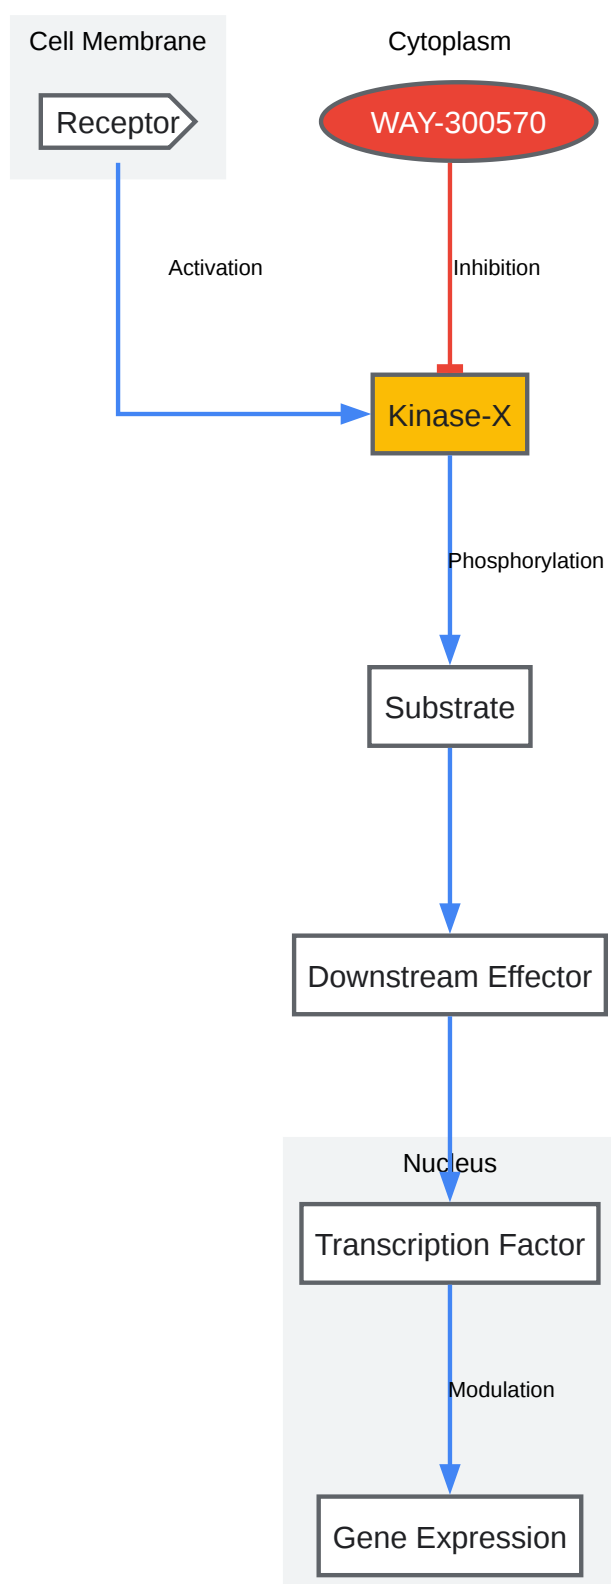 Cell Membrane
Cytoplasm
Receptor
WAY-300570
Activation
Inhibition
Kinase-X
Phosphorylation
Substrate
Downstream Effector
Nucleus
Transcription Factor
Modulation
Gene Expression